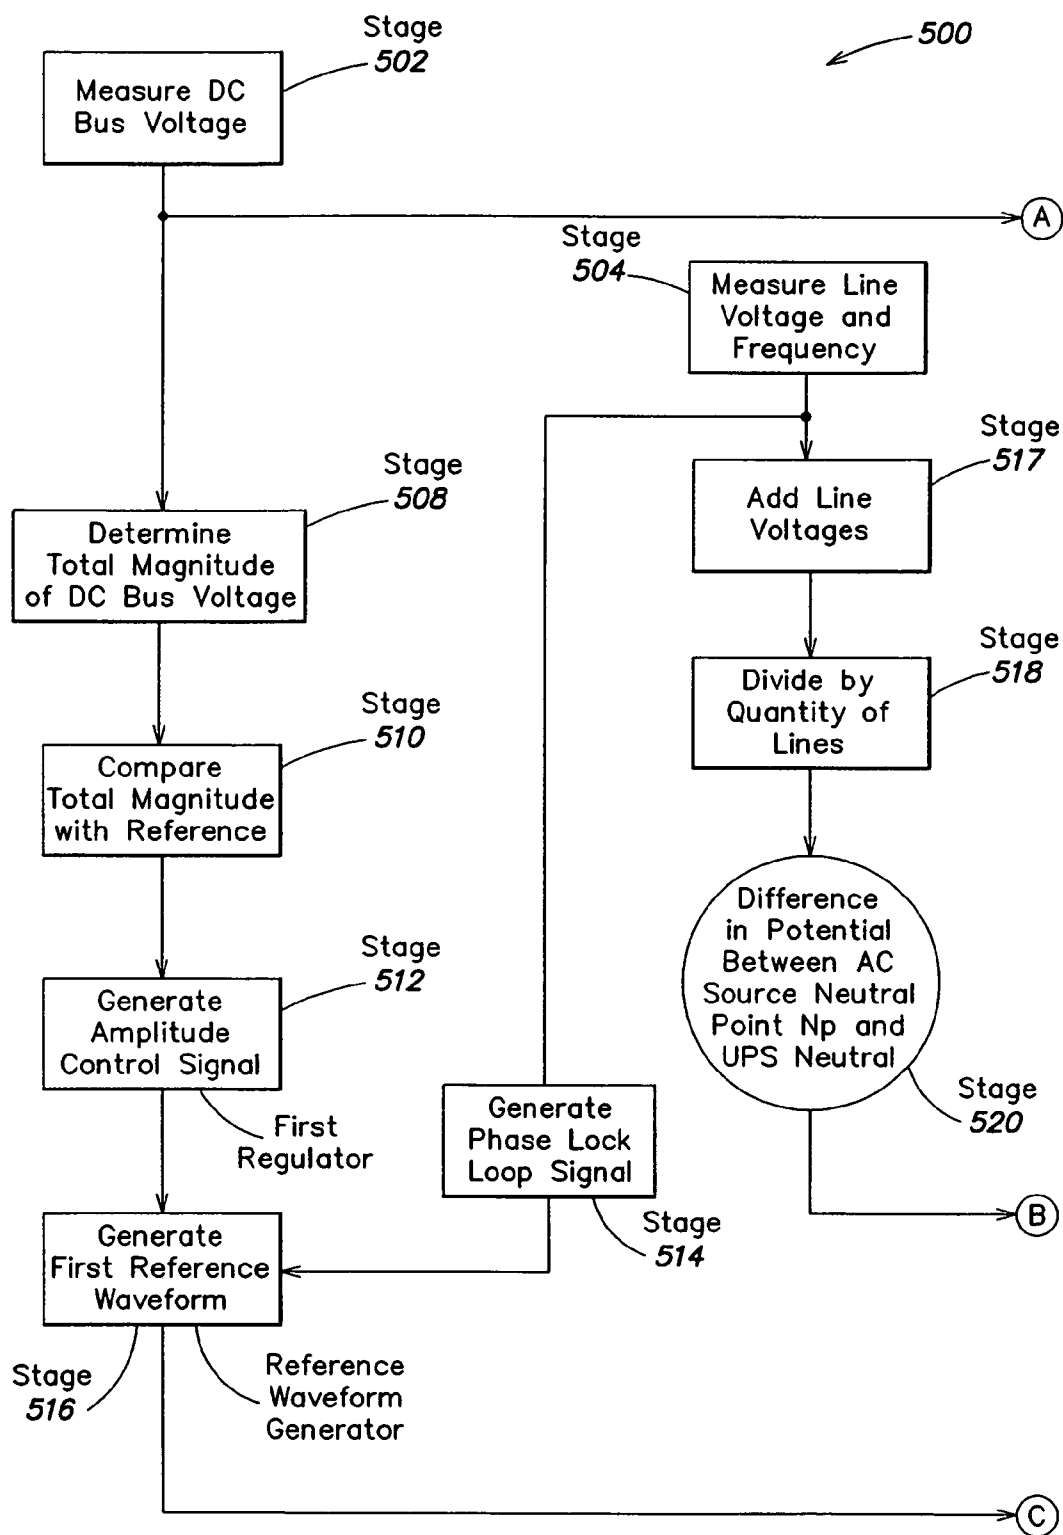 500
Stage
502
Measure DC
Bus Voltage
A
Stage
504
Measure Line
Voltage and
Frequency
Stage
517
Add Line
Voltages
Stage
508
Determine
Total Magnitude
of DC Bus Voltage
Stage
518
Divide by
Quantity of
Lines
Stage
510
Compare
Total Magnitude
with Reference
Difference
in Potential
Between AC
Source Neutral
Point Np and
UPS Neutral
Stage
520
Stage
512
Generate
Amplitude
Control Signal
First
Regulator
Generate
Phase Lock
Loop Signal
Stage
514
B
Generate
First Reference
Waveform
Stage
516
Reference
Waveform
Generator
C